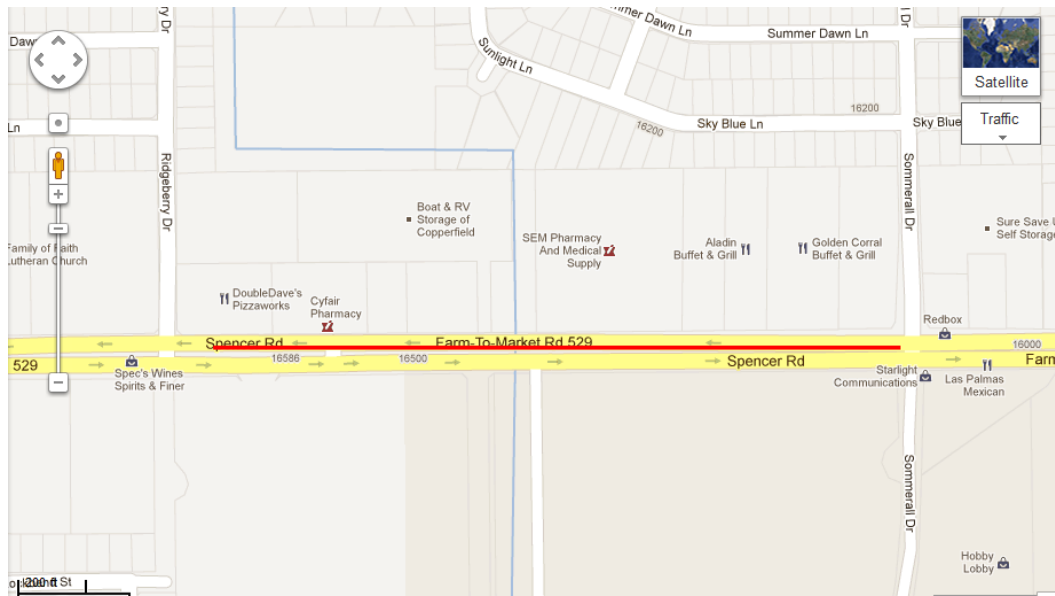 ry Dr
Daw
Summer Dawn Ln
Summer Dawn Ln
l Dr
Sunlight Ln
Satellite
Ln
16200
16200
Sky Blue Ln
Sky Blue
Traffic
Ridgeberry Dr
Sommerall Dr
Boat & RV
Storage of
Copperfield
Family of Faith
Lutheran Church
SEM Pharmacy
And Medical
Supply
Aladin
Buffet & Grill
Golden Corral
Buffet & Grill
Sure Save U
Self Storage
DoubleDave's
Pizzaworks
Cyfair
Pharmacy
Redbox
Spencer Rd
Farm-To-Market Rd 529
16000
16586
16500
529
Spencer Rd
Farm
Spec's Wines
Spirits & Finer
Starlight
Communications
Las Palmas
Mexican
Sommerall Dr
Hobby
Lobby
200 ft
St